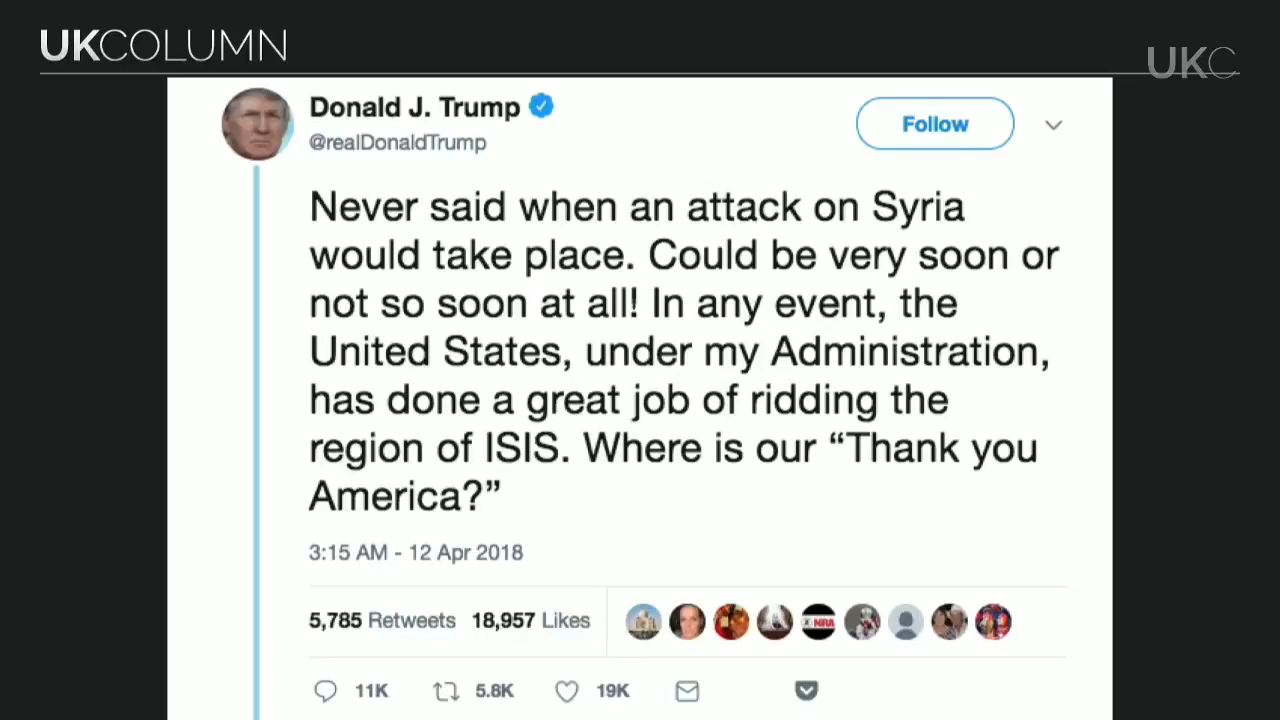 UKCOLUMN
UKC
Donald J. Trump
@realDonaldTrump
Follow
Never said when an attack on Syria
would take place. Could be very soon or
not so soon at all! In any event, the
United States, under my Administration,
has done a great job of ridding the
region of ISIS. Where is our “Thank you
America?”
3:15 AM - 12 Apr 2018
5,785 Retweets 18,957 Likes
NRA
11K 5.8K 19K